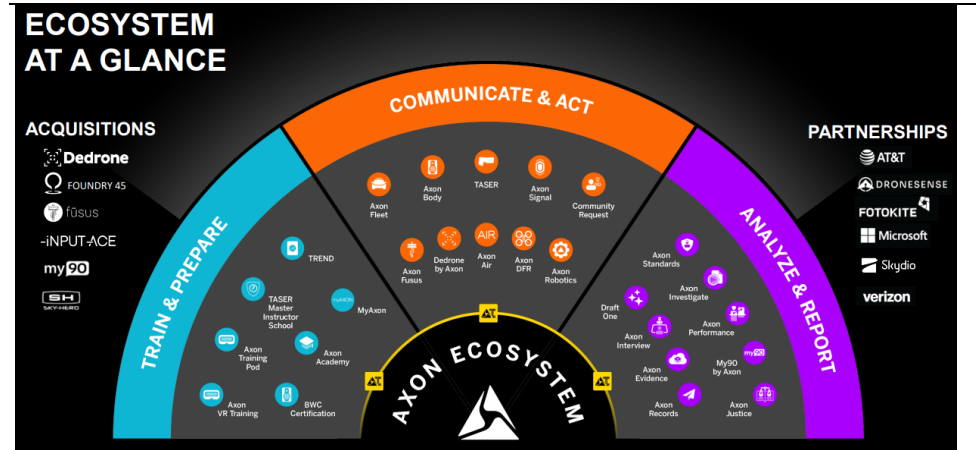 ECOSYSTEM
AT A GLANCE
ACQUISITIONS
Dedrone
FOUNDRY 45
fūsus
-iNPUT-ACE
my90
SH
SKY-HERO
TRAIN & PREPARE
TREND
TASER
Master
Instructor
School
myAXON
MyAxon
Axon
Training
Pod
Axon
Academy
Axon
VR Training
BWC
Certification
COMMUNICATE & ACT
Axon
Fleet
Axon
Body
TASER
Axon
Signal
Community
Request
Axon
Fusus
Dedrone
by Axon
AIR
Axon
Air
Axon
DFR
Axon
Robotics
ANALYZE & REPORT
Axon
Standards
Axon
Investigate
Draft
One
Axon
Performance
Axon
Interview
my90
My90
by Axon
Axon
Evidence
Axon
Records
Axon
Justice
AXON ECOSYSTEM
PARTNERSHIPS
AT&T
DRONESENSE
FOTOKITE
Microsoft
Skydio
verizon